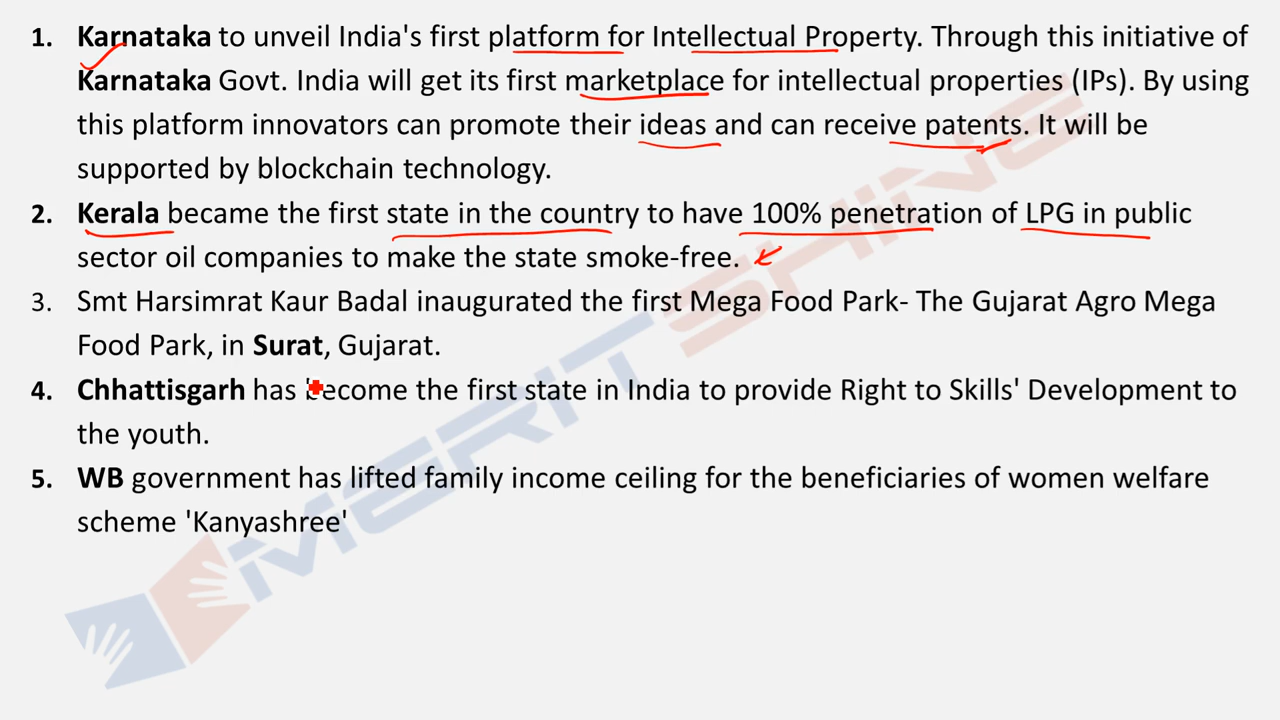 1. Karnataka to unveil India's first platform for Intellectual Property. Through this initiative of
Karnataka Govt. India will get its first marketplace for intellectual properties (IPs). By using
this platform innovators can promote their ideas and can receive patents. It will be
supported by blockchain technology.
2. Kerala became the first state in the country to have 100% penetration of LPG in public
sector oil companies to make the state smoke-free.
3. Smt Harsimrat Kaur Badal inaugurated the first Mega Food Park- The Gujarat Agro Mega
Food Park, in Surat, Gujarat.
4. Chhattisgarh has become the first state in India to provide Right to Skills' Development to
the youth.
5. WB government has lifted family income ceiling for the beneficiaries of women welfare
scheme 'Kanyashree'
MERITSHINE